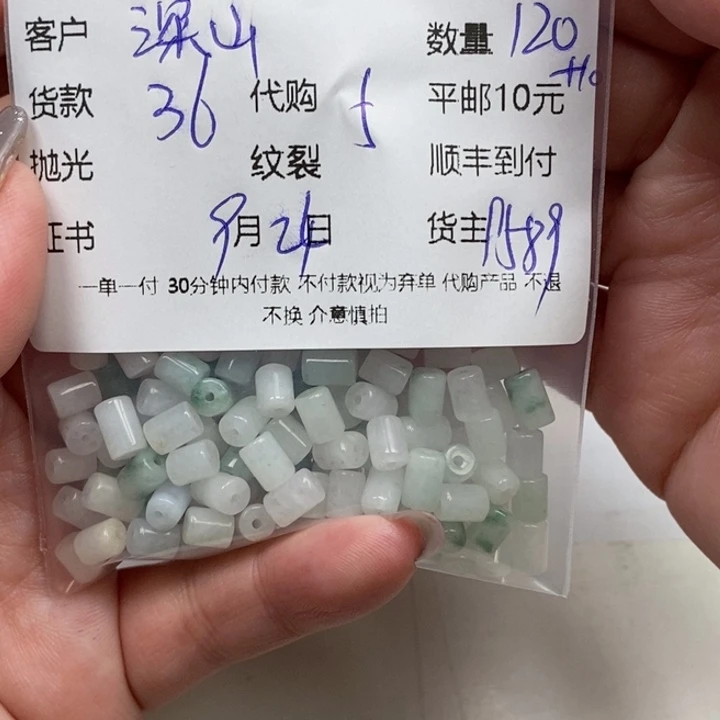 客户 深山 数量 120
货款 36 代购 5 平邮10元
抛光 纹裂 顺丰到付
证书 9月24日 货主
一单一付 30分钟内付款 不付款视为弃单 代购产品 不退
不换 介意慎拍